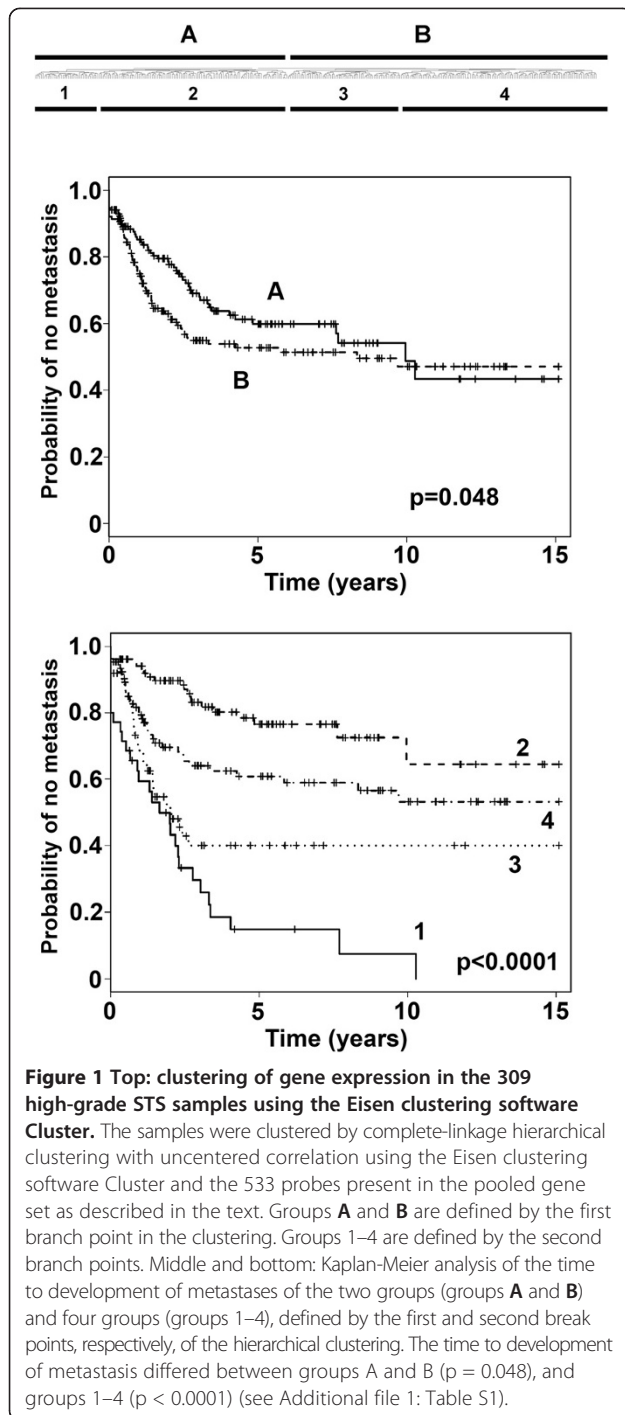 A B
1 2 3 4
1.0
0.8
0.6
0.4
0.2
0
Probability of no metastasis
A
B
p=0.048
0 5 10 15
Time (years)
1.0
0.8
0.6
0.4
0.2
0
Probability of no metastasis
2
4
3
1
p<0.0001
0 5 10 15
Time (years)
Figure 1 Top: clustering of gene expression in the 309
high-grade STS samples using the Eisen clustering software
Cluster. The samples were clustered by complete-linkage hierarchical
clustering with uncentered correlation using the Eisen clustering
software Cluster and the 533 probes present in the pooled gene
set as described in the text. Groups A and B are defined by the first
branch point in the clustering. Groups 1–4 are defined by the second
branch points. Middle and bottom: Kaplan-Meier analysis of the time
to development of metastases of the two groups (groups A and B)
and four groups (groups 1–4), defined by the first and second break
points, respectively, of the hierarchical clustering. The time to development
of metastasis differed between groups A and B (p = 0.048), and
groups 1–4 (p < 0.0001) (see Additional file 1: Table S1).